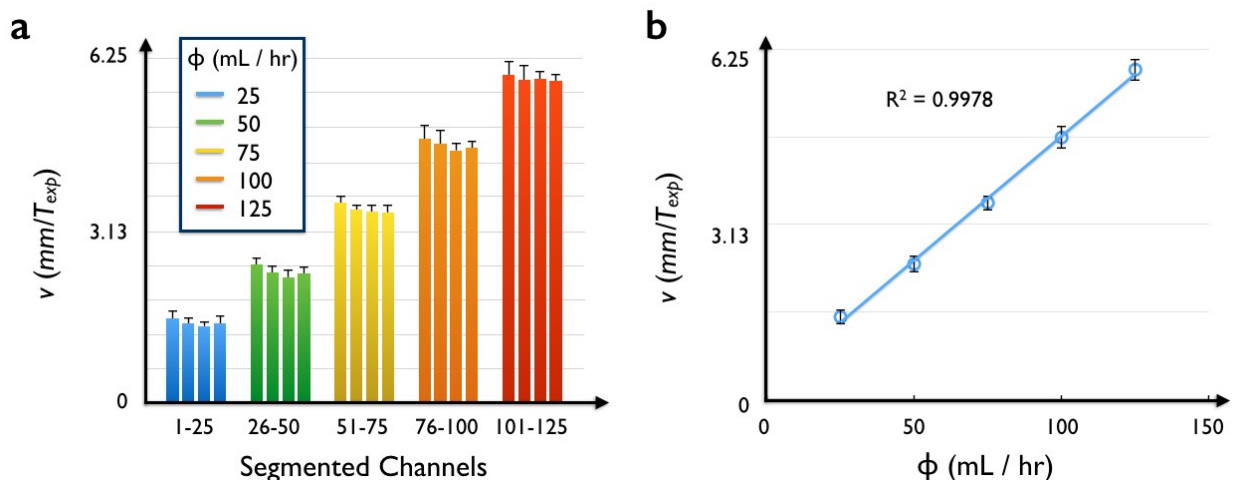 a
6.25
3.13
0
v (mm/Texp)
ϕ (mL / hr)
25
50
75
100
125
1-25 26-50 51-75 76-100 101-125
Segmented Channels
b
6.25
3.13
0
v (mm/Texp)
R² = 0.9978
0 50 100 150
ϕ (mL / hr)